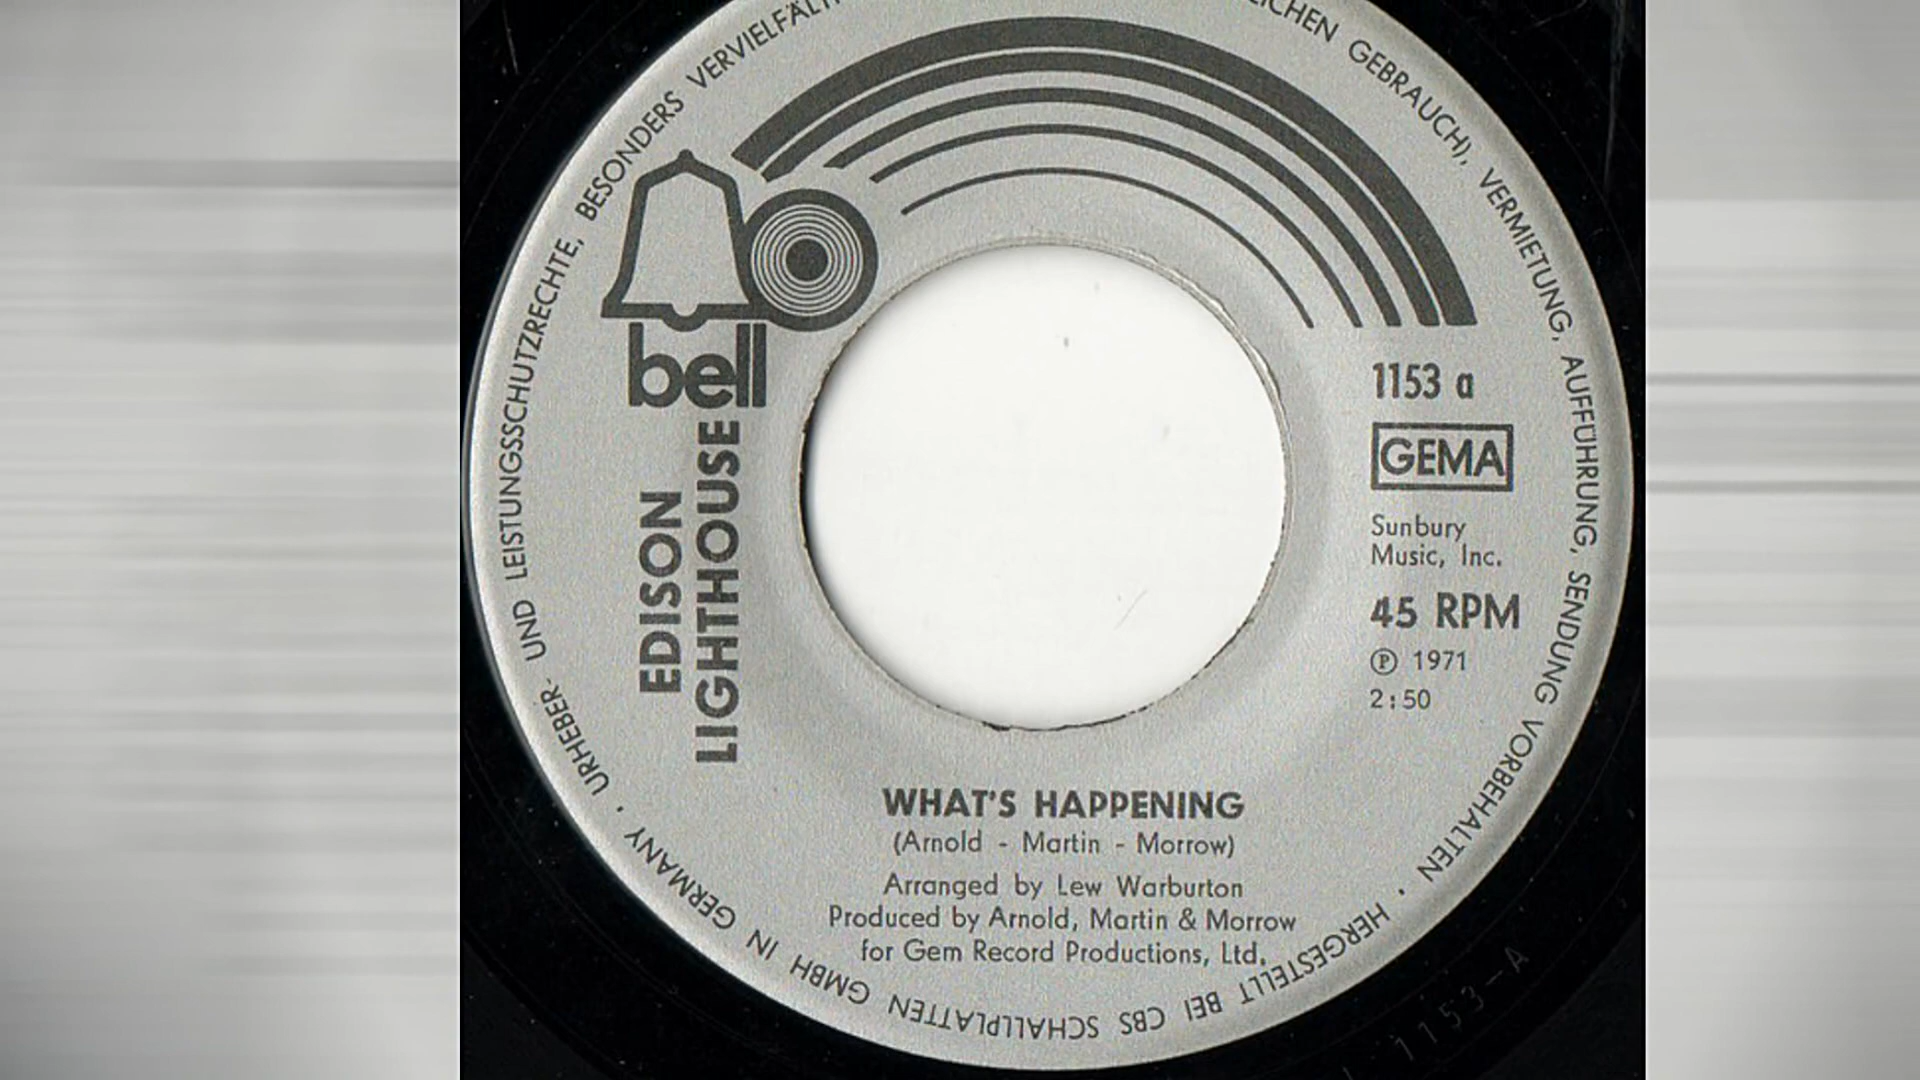 URHEBER- UND LEISTUNGSSCHUTZRECHTE, BESONDERS
GEBRAUCH), VERMIETUNG, AUFFÜHRUNG, SENDUNG VORBEHALTEN · HERGESTELLT BEI CBS SCHALLPLATTEN GMBH IN GERMANY ·
bell
EDISON
LIGHTHOUSE
1153 a
GEMA
Sunbury
Music, Inc.
45 RPM
Ⓟ 1971
2:50
WHAT'S HAPPENING
(Arnold - Martin - Morrow)
Arranged by Lew Warburton
Produced by Arnold, Martin & Morrow
for Gem Record Productions, Ltd.
1153-A